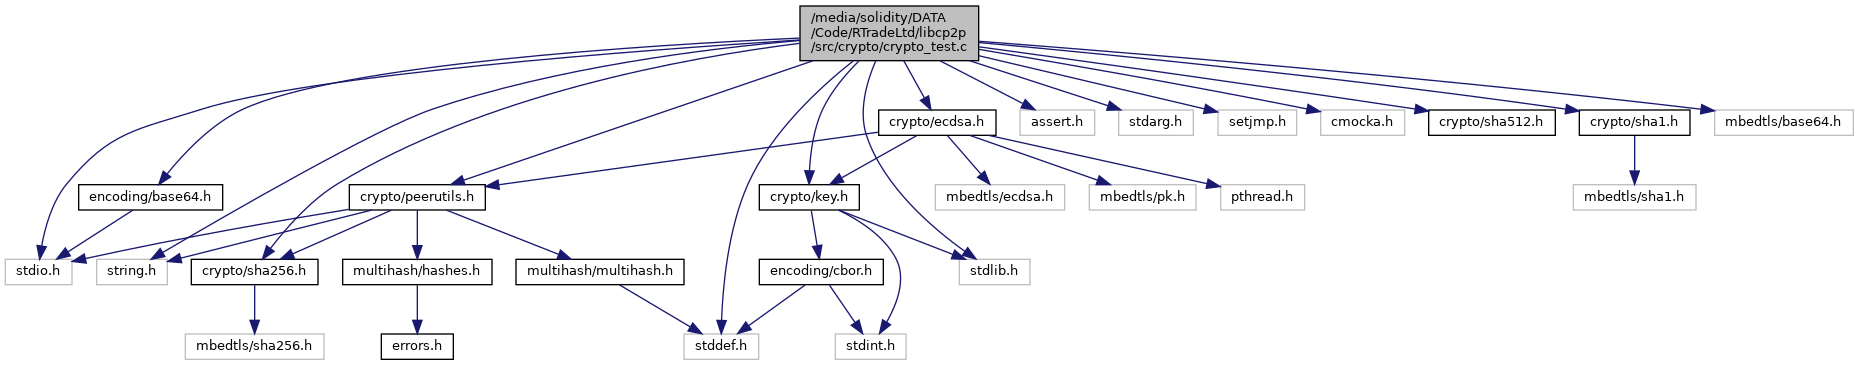 /media/solidity/DATA
/Code/RTradeLtd/libcp2p
/src/crypto/crypto_test.c
crypto/ecdsa.h
assert.h
stdarg.h
setjmp.h
cmocka.h
crypto/sha512.h
crypto/sha1.h
mbedtls/base64.h
encoding/base64.h
crypto/peerutils.h
crypto/key.h
mbedtls/ecdsa.h
mbedtls/pk.h
pthread.h
mbedtls/sha1.h
stdio.h
string.h
crypto/sha256.h
multihash/hashes.h
multihash/multihash.h
encoding/cbor.h
stdlib.h
mbedtls/sha256.h
errors.h
stddef.h
stdint.h